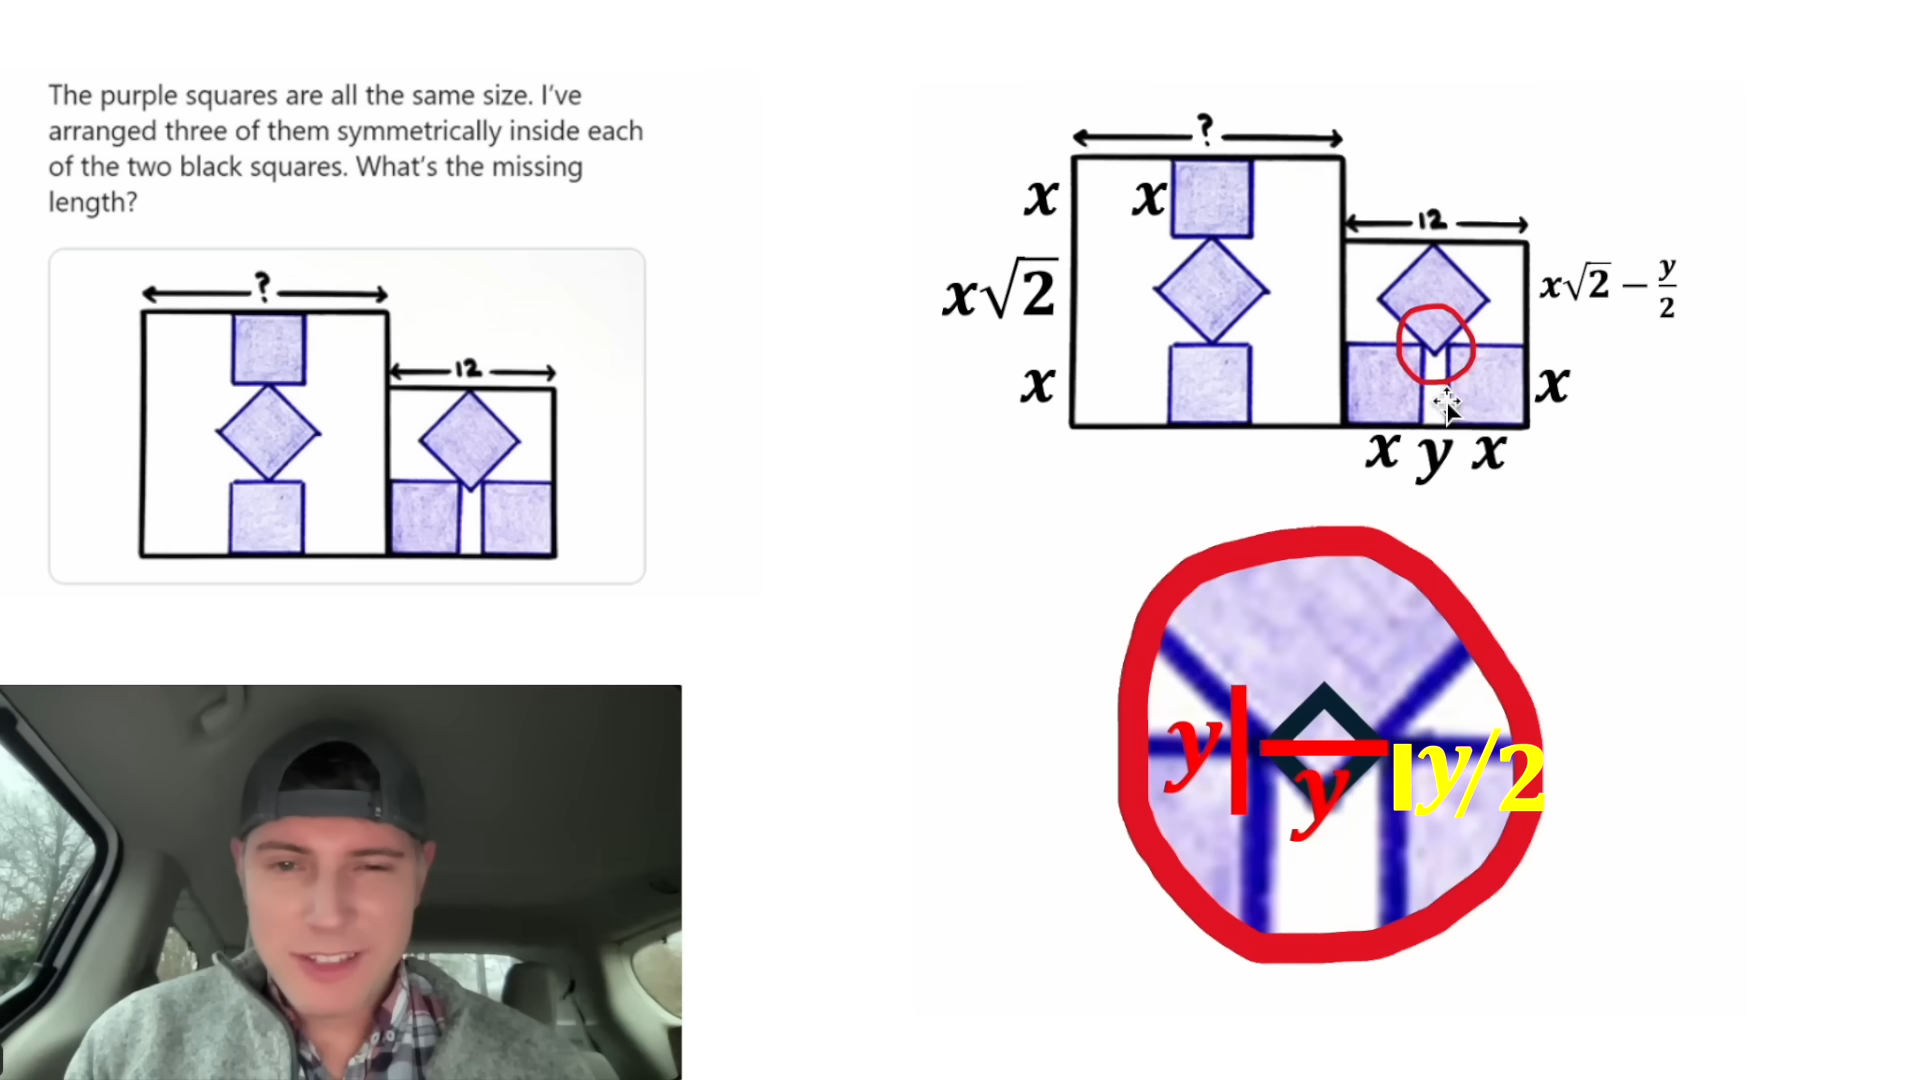 The purple squares are all the same size. I've
arranged three of them symmetrically inside each
of the two black squares. What's the missing
length?
?
12
?
x
x
12
x√2
x√2 − y/2
x
x
x y x
y
y
y/2